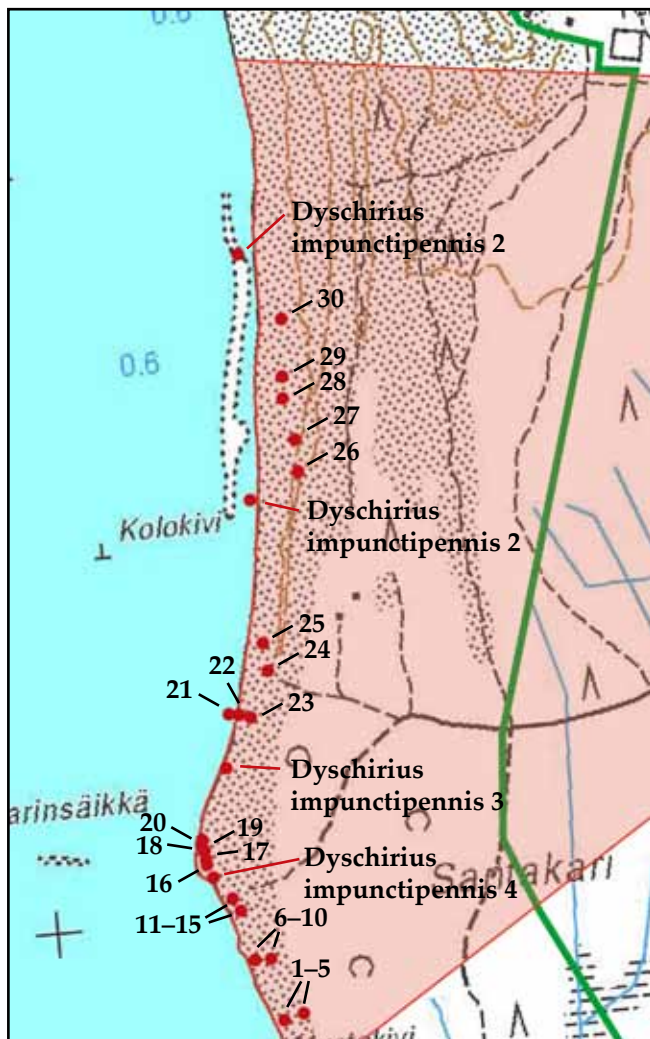 0.6
Dyschirius
impunctipennis 2
30
0.6
29
28
27
26
Kolokivi
Dyschirius
impunctipennis 2
25
24
22
21
23
Dyschirius
impunctipennis 3
arinsäikkä
20
19
18
17
Dyschirius
impunctipennis 4
16
Santakari
11–15
6–10
1–5